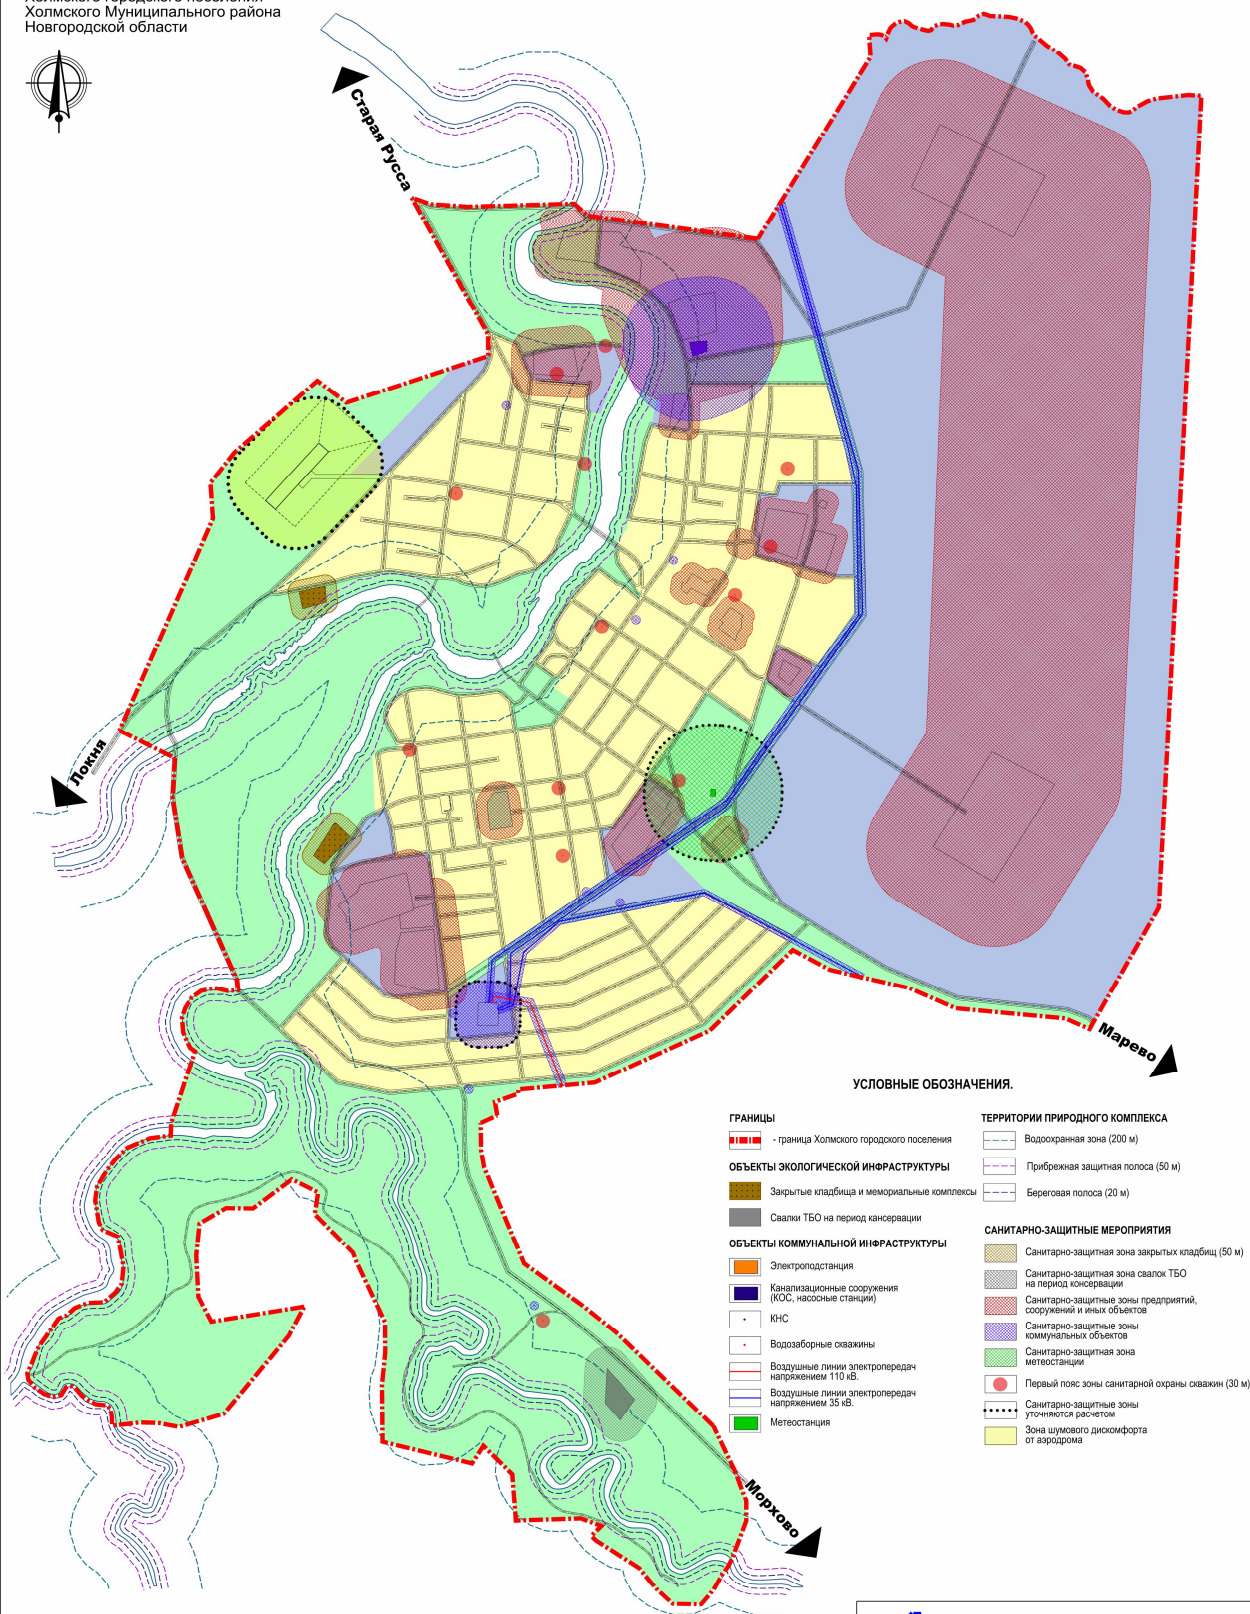 Холмского городского поселения
Холмского Муниципального района
Новгородской области
Старая Русса
Локня
Марево
Морхово
УСЛОВНЫЕ ОБОЗНАЧЕНИЯ.
ГРАНИЦЫ
- граница Холмского городского поселения
ОБЪЕКТЫ ЭКОЛОГИЧЕСКОЙ ИНФРАСТРУКТУРЫ
Закрытые кладбища и мемориальные комплексы
Свалки ТБО на период кансервации
ОБЪЕКТЫ КОММУНАЛЬНОЙ ИНФРАСТРУКТУРЫ
Электроподстанция
Канализационные сооружения
(КОС, насосные станции)
КНС
Водозаборные скважины
Воздушные линии электропередач
напряжением 110 кВ.
Воздушные линии электропередач
напряжением 35 кВ.
Метеостанция
ТЕРРИТОРИИ ПРИРОДНОГО КОМПЛЕКСА
Водоохранная зона (200 м)
Прибрежная защитная полоса (50 м)
Береговая полоса (20 м)
САНИТАРНО-ЗАЩИТНЫЕ МЕРОПРИЯТИЯ
Санитарно-защитная зона закрытых кладбищ (50 м)
Санитарно-защитная зона свалок ТБО
на период консервации
Санитарно-защитные зоны предприятий,
сооружений и иных объектов
Санитарно-защитные зоны
коммунальных объектов
Санитарно-защитная зона
метеостанции
Первый пояс зоны санитарной охраны скважин (30 м)
Санитарно-защитные зоны
уточняются расчетом
Зона шумового дискомфорта
от аэродрома